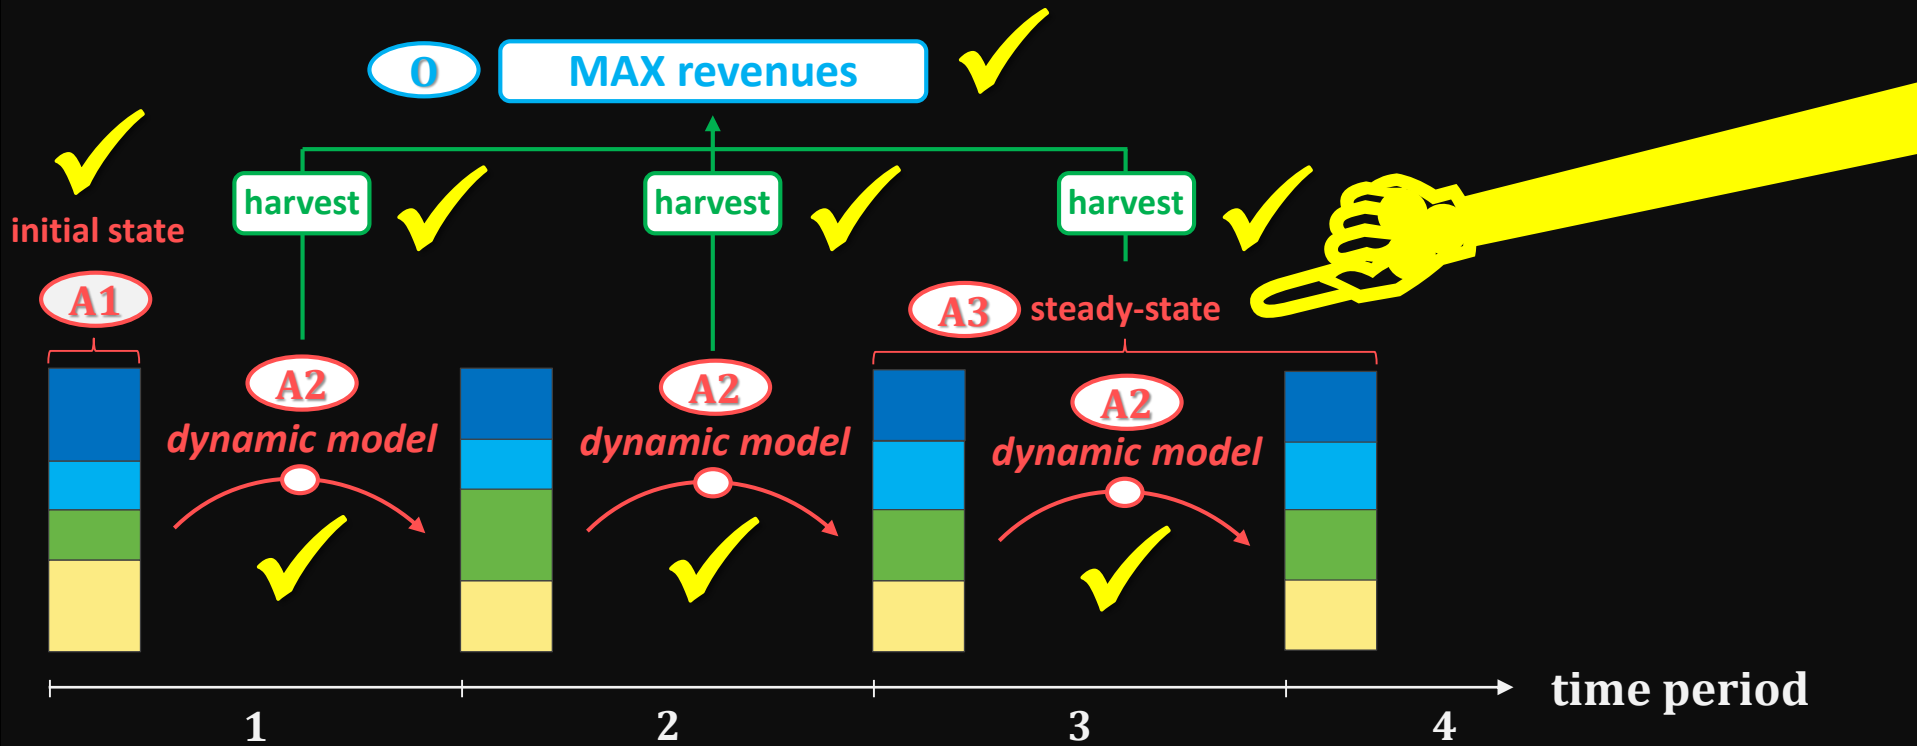 O
MAX revenues
harvest
harvest
harvest
initial state
A1
A3
steady-state
A2
A2
A2
dynamic model
dynamic model
dynamic model
time period
1
2
3
4